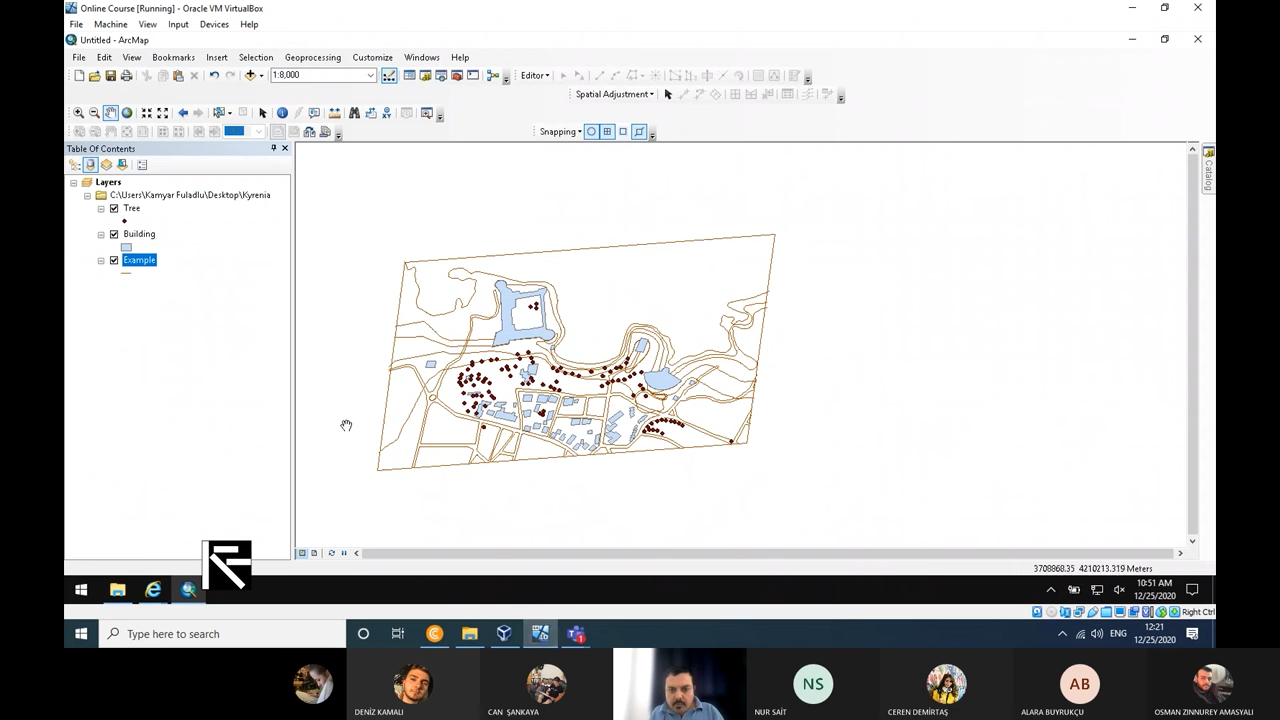 Online Course [Running] - Oracle VM VirtualBox
File Machine View Input Devices Help
Untitled - ArcMap
File Edit View Bookmarks Insert Selection Geoprocessing Customize Windows Help
1:8,000
Editor
Spatial Adjustment
Snapping
Table Of Contents
Layers
C:\Users\Kamyar Fuladlu\Desktop\Kyrenia
Tree
Building
Example
Catalog
3708868.35 4210213.319 Meters
10:51 AM
12/25/2020
Right Ctrl
Type here to search
ENG
12:21
12/25/2020
NS
AB
DENİZ KAMALI
CAN ŞANKAYA
NUR SAİT
CEREN DEMİRTAŞ
ALARA BUYRUKÇU
OSMAN ZINNUREY AMASYALI